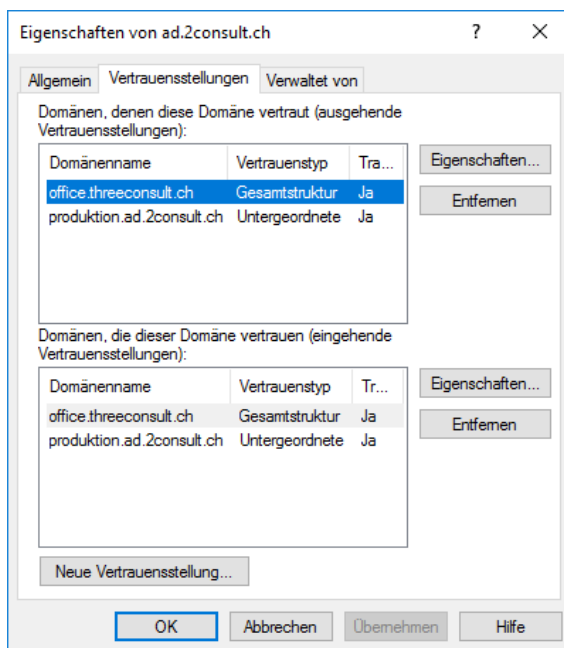 Eigenschaften von ad.2consult.ch
?
Allgemein Vertrauensstellungen Verwaltet von
Domänen, denen diese Domäne vertraut (ausgehende
Vertrauensstellungen):
Domänenname Vertrauenstyp Tra...
Eigenschaften...
office.threeconsult.ch Gesamtstruktur Ja
Entfernen
produktion.ad.2consult.ch Untergeordnete Ja
Domänen, die dieser Domäne vertrauen (eingehende
Vertrauensstellungen):
Domänenname Vertrauenstyp Tr...
Eigenschaften...
office.threeconsult.ch Gesamtstruktur Ja
Entfernen
produktion.ad.2consult.ch Untergeordnete Ja
Neue Vertrauensstellung...
OK Abbrechen Übernehmen Hilfe